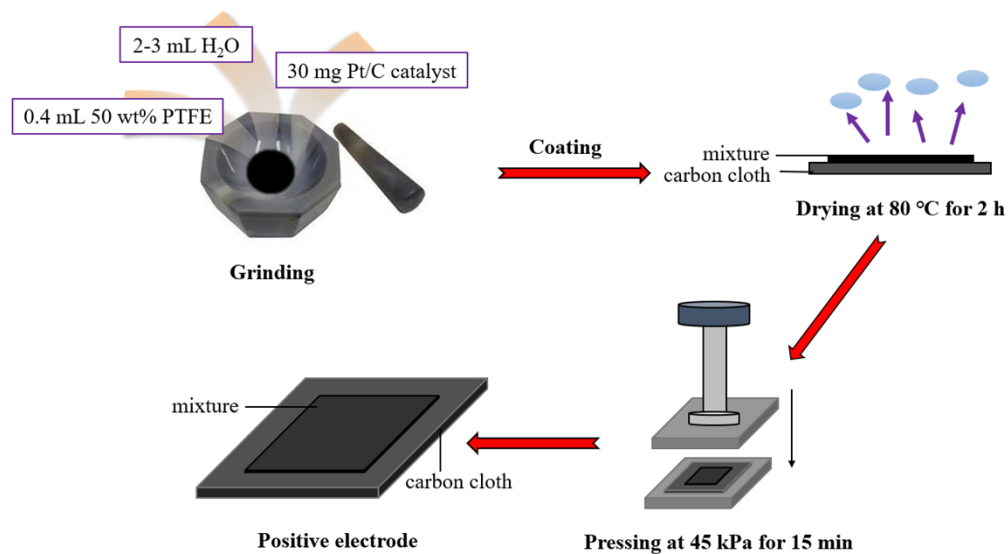 2-3 mL H₂O
30 mg Pt/C catalyst
0.4 mL 50 wt% PTFE
Grinding
Coating
mixture
carbon cloth
Drying at 80 ℃ for 2 h
Pressing at 45 kPa for 15 min
mixture
carbon cloth
Positive electrode